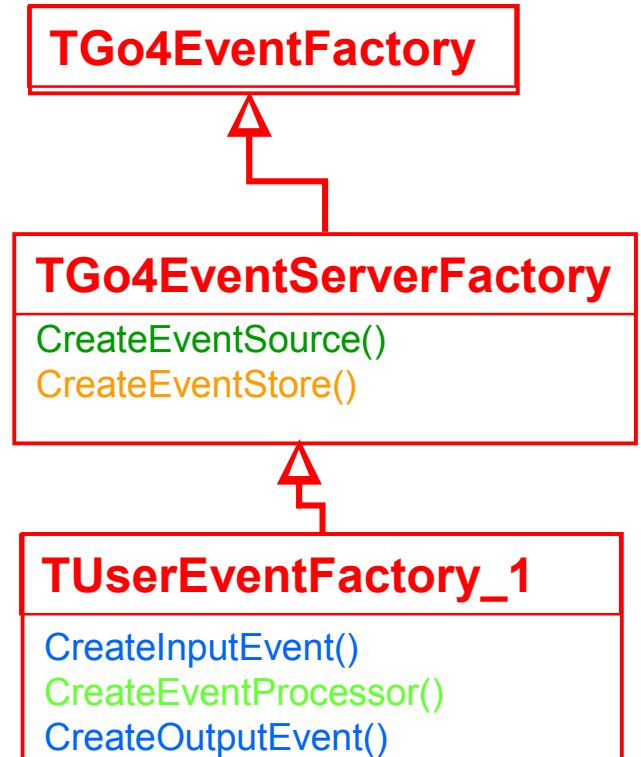 TGo4EventFactory
TGo4EventServerFactory
CreateEventSource()
CreateEventStore()
TUserEventFactory_1
CreateInputEvent()
CreateEventProcessor()
CreateOutputEvent()